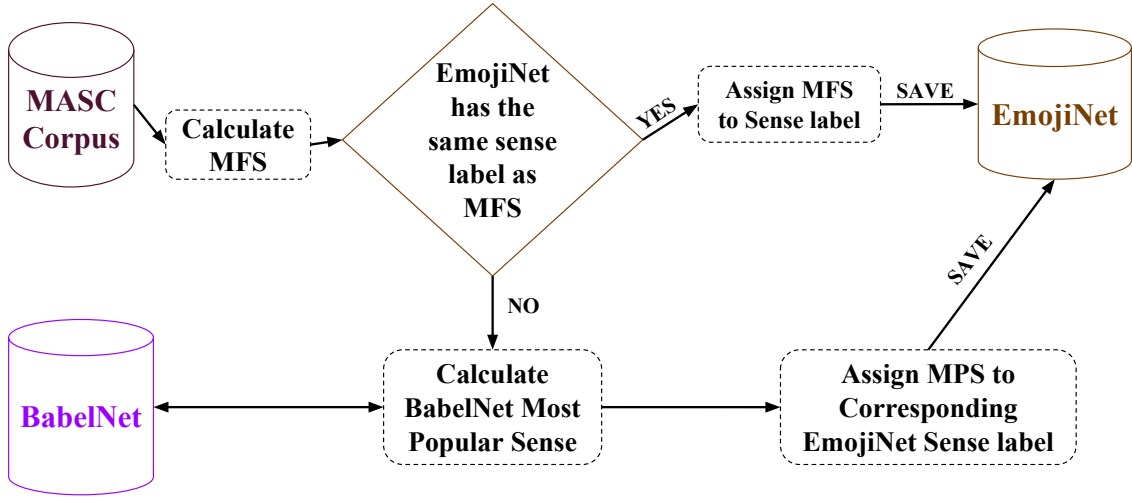 MASC
Corpus
Calculate
MFS
EmojiNet
has the
same sense
label as
MFS
YES
Assign MFS
to Sense label
SAVE
EmojiNet
NO
SAVE
BabelNet
Calculate
BabelNet Most
Popular Sense
Assign MPS to
Corresponding
EmojiNet Sense label